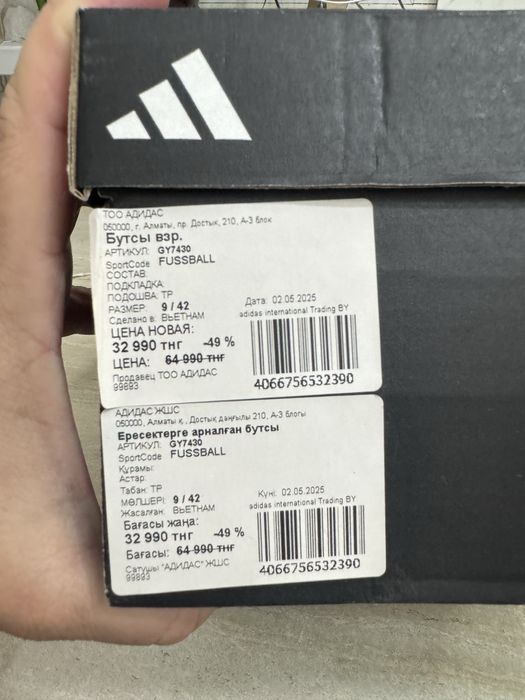 ТОО АДИДАС
050000, г. Алматы, пр. Достык, 210, А-3 блок
Бутсы взр.
АРТИКУЛ: GY7430
SportCode FUSSBALL
СОСТАВ:
ПОДКЛАДКА:
ПОДОШВА: ТР
РАЗМЕР: 9 / 42
Сделано в: ВЬЕТНАМ
Дата: 02.05.2025
adidas international Trading BY
ЦЕНА НОВАЯ:
32 990 ТНГ -49 %
ЦЕНА: 64 990 ТНГ
Продавец ТОО АДИДАС
99893
4066756532390
АДИДАС ЖШС
050000, Алматы қ., Достық даңғылы 210, А-3 блогы
Ересектерге арналған бутсы
АРТИКУЛ: GY7430
SportCode FUSSBALL
Құрамы:
Астар:
Табан: ТР
МӨЛШЕРІ: 9 / 42
Жасалған: ВЬЕТНАМ
Күні: 02.05.2025
adidas international Trading BY
Бағасы жаңа:
32 990 ТНГ -49 %
Бағасы: 64 990 ТНГ
Сатушы "АДИДАС" ЖШС
99893
4066756532390